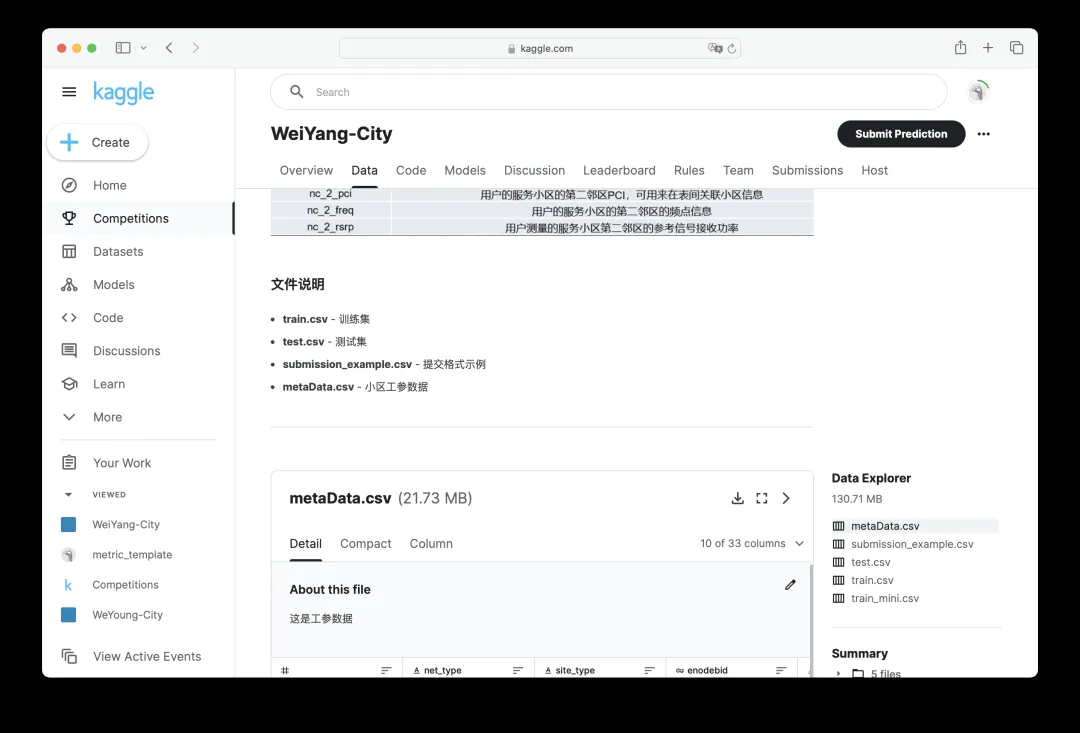 kaggle.com
kaggle
Search
Create
WeiYang-City
Submit Prediction
Overview Data Code Models Discussion Leaderboard Rules Team Submissions Host
Home
Competitions
Datasets
Models
Code
Discussions
Learn
More
Your Work
VIEWED
WeiYang-City
metric_template
Competitions
WeYoung-City
View Active Events
nc_2_pci 用户的服务小区的第二邻区PCI，可用来在表间关联小区信息
nc_2_freq 用户的服务小区的第二邻区的频点信息
nc_2_rsrp 用户测量的服务小区第二邻区的参考信号接收功率
文件说明
• train.csv - 训练集
• test.csv - 测试集
• submission_example.csv - 提交格式示例
• metaData.csv - 小区工参数据
metaData.csv (21.73 MB)
Detail Compact Column 10 of 33 columns
About this file
这是工参数据
# net_type site_type enodebid
Data Explorer
130.71 MB
metaData.csv
submission_example.csv
test.csv
train.csv
train_mini.csv
Summary
5 files